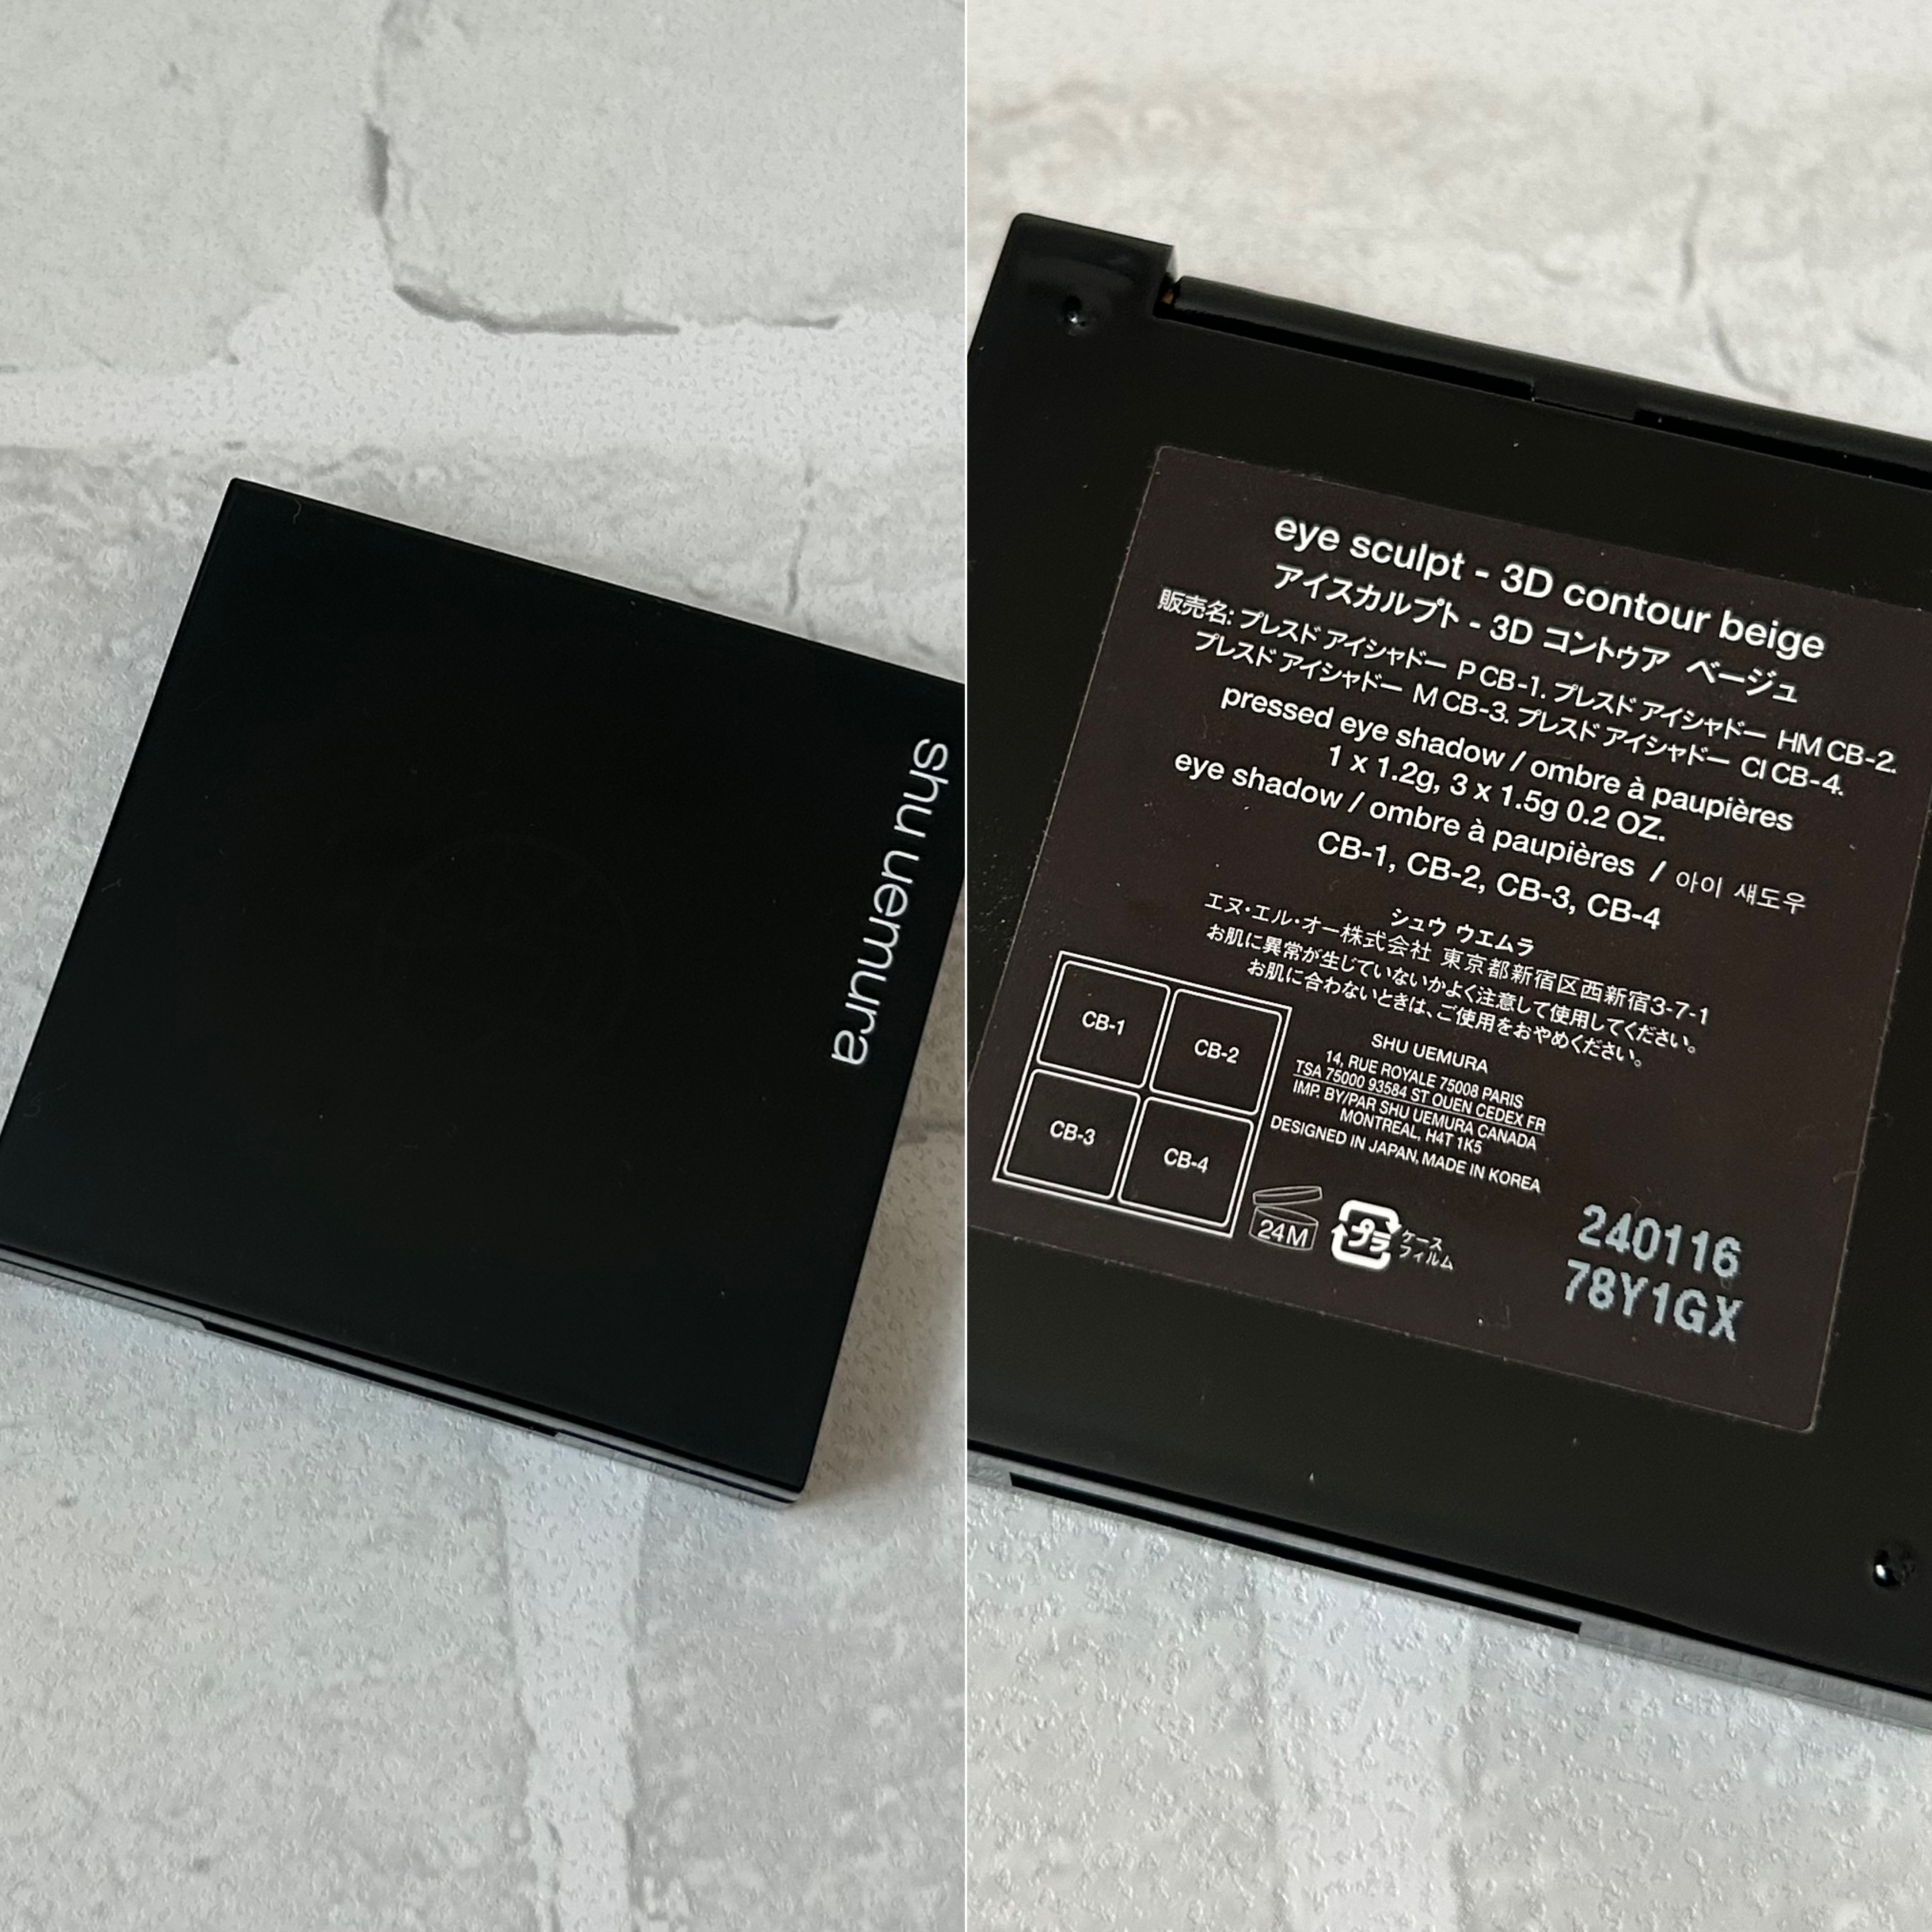 shu uemura
eye sculpt - 3D contour beige
アイスカルプト - 3D コントゥア ベージュ
販売名: プレスド アイシャドー P CB-1. プレスド アイシャドー HM CB-2.
プレスド アイシャドー M CB-3. プレスド アイシャドー CI CB-4.
pressed eye shadow / ombre à paupières
1 x 1.2g, 3 x 1.5g 0.2 OZ.
eye shadow / ombre à paupières / 아이 섀도우
CB-1, CB-2, CB-3, CB-4
シュウ ウエムラ
エヌ・エル・オー株式会社 東京都新宿区西新宿3-7-1
お肌に異常が生じていないかよく注意して使用してください。
お肌に合わないときは、ご使用をおやめください。
CB-1
CB-2
CB-3
CB-4
SHU UEMURA
14, RUE ROYALE 75008 PARIS
TSA 75000 93584 ST OUEN CEDEX FR
IMP. BY/PAR SHU UEMURA CANADA
MONTREAL, H4T 1K5
DESIGNED IN JAPAN, MADE IN KOREA
24M
プラ
ケース
フィルム
240116
78Y1GX